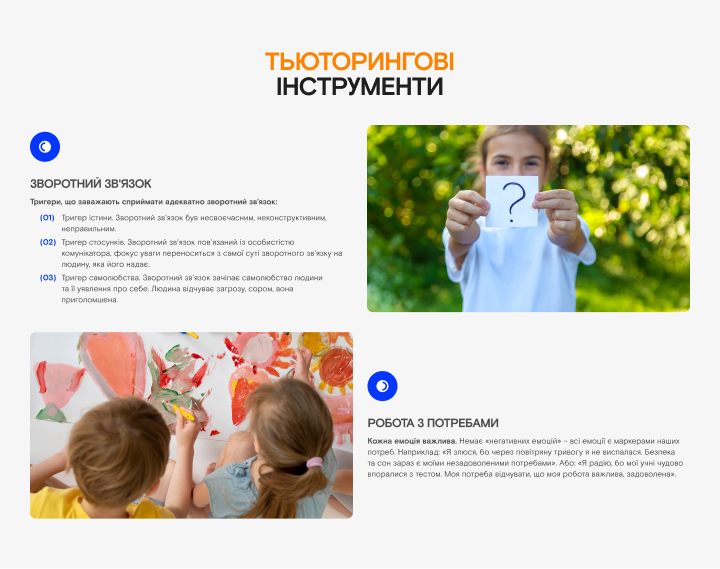 ТЬЮТОРИНГОВІ
ІНСТРУМЕНТИ
ЗВОРОТНИЙ ЗВ'ЯЗОК
Тригери, що заважають сприймати адекватно зворотний зв'язок:
(01) Тригер істини. Зворотний зв'язок був несвоєчасним, неконструктивним,
неправильним.
(02) Тригер стосунків. Зворотний зв'язок пов'язаний із особистістю
комунікатора, фокус уваги переноситься з самої суті зворотного зв'язку на
людину, яка його надає.
(03) Тригер самолюбства. Зворотний зв'язок зачіпає самолюбство людини
та її уявлення про себе. Людина відчуває загрозу, сором, вона
приголомшена.
?
РОБОТА З ПОТРЕБАМИ
Кожна емоція важлива. Немає «негативних емоцій» – всі емоції є маркерами наших
потреб. Наприклад: «Я злюся, бо через повітряну тривогу я не виспалася. Безпека
та сон зараз є моїми незадоволеними потребами». Або: «Я радію, бо мої учні чудово
впоралися з тестом. Моя потреба відчувати, що моя робота важлива, задоволена».